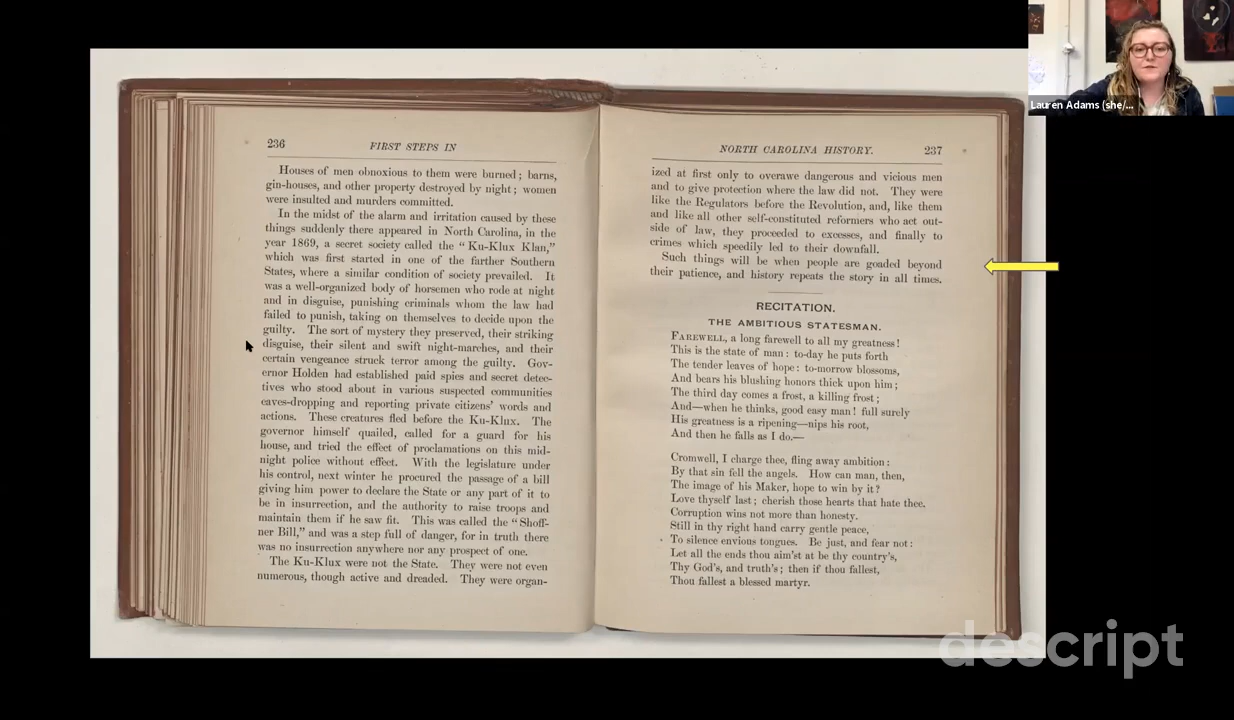 Lauren Adams (she/...
236
FIRST STEPS IN
Houses of men obnoxious to them were burned; barns,
gin-houses, and other property destroyed by night; women
were insulted and murders committed.
In the midst of the alarm and irritation caused by these
things suddenly there appeared in North Carolina, in the
year 1869, a secret society called the “Ku-Klux Klan,”
which was first started in one of the farther Southern
States, where a similar condition of society prevailed. It
was a well-organized body of horsemen who rode at night
and in disguise, punishing criminals whom the law had
failed to punish, taking on themselves to decide upon the
guilty. The sort of mystery they preserved, their striking
disguise, their silent and swift night-marches, and their
certain vengeance struck terror among the guilty. Gov-
ernor Holden had established paid spies and secret detec-
tives who stood about in various suspected communities
eaves-dropping and reporting private citizens’ words and
actions. These creatures fled before the Ku-Klux. The
governor himself quailed, called for a guard for his
house, and tried the effect of proclamations on this mid-
night police without effect. With the legislature under
his control, next winter he procured the passage of a bill
giving him power to declare the State or any part of it to
be in insurrection, and the authority to raise troops and
maintain them if he saw fit. This was called the “Shoff-
ner Bill,” and was a step full of danger, for in truth there
was no insurrection anywhere nor any prospect of one.
The Ku-Klux were not the State. They were not even
numerous, though active and dreaded. They were organ-
NORTH CAROLINA HISTORY.
237
ized at first only to overawe dangerous and vicious men
and to give protection where the law did not. They were
like the Regulators before the Revolution, and, like them
and like all other self-constituted reformers who act out-
side of law, they proceeded to excesses, and finally to
crimes which speedily led to their downfall.
Such things will be when people are goaded beyond
their patience, and history repeats the story in all times.
RECITATION.
THE AMBITIOUS STATESMAN.
FAREWELL, a long farewell to all my greatness!
This is the state of man: to-day he puts forth
The tender leaves of hope: to-morrow blossoms,
And bears his blushing honors thick upon him;
The third day comes a frost, a killing frost;
And—when he thinks, good easy man! full surely
His greatness is a ripening—nips his root,
And then he falls as I do.—
Cromwell, I charge thee, fling away ambition:
By that sin fell the angels. How can man, then,
The image of his Maker, hope to win by it?
Love thyself last; cherish those hearts that hate thee.
Corruption wins not more than honesty.
Still in thy right hand carry gentle peace,
To silence envious tongues. Be just, and fear not:
Let all the ends thou aim’st at be thy country’s,
Thy God’s, and truth’s; then if thou fallest,
Thou fallest a blessed martyr.
descript